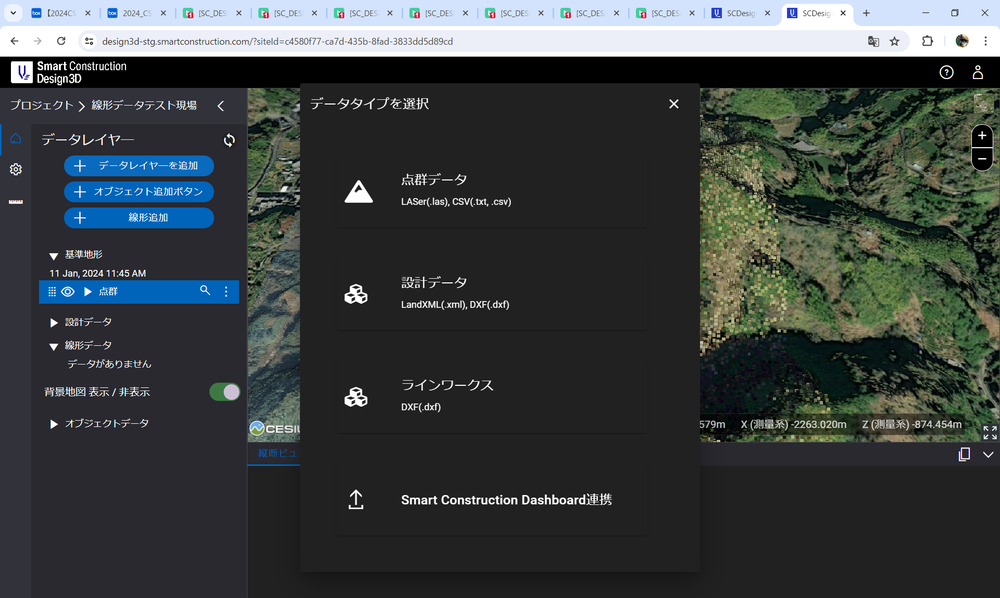 【2024CS
2024_CS
[SC_DES
[SC_DES
[SC_DES
[SC_DES
[SC_DES
[SC_DES
[SC_DES
SCDesig
SCDesig
design3d-stg.smartconstruction.com/?siteId=c4580f77-ca7d-435b-8fad-3833dd5d89cd
Smart Construction
Design3D
プロジェクト > 線形データテスト現場
データレイヤー
データレイヤーを追加
オブジェクト追加ボタン
線形追加
基準地形
11 Jan, 2024 11:45 AM
点群
設計データ
線形データ
データがありません
背景地図 表示 / 非表示
オブジェクトデータ
データタイプを選択
点群データ
LASer(.las), CSV(.txt, .csv)
設計データ
LandXML(.xml), DXF(.dxf)
ラインワークス
DXF(.dxf)
Smart Construction Dashboard連携
CESIU
579m X (測量系) -2263.020m Z (測量系) -874.454m
縦断ビュー